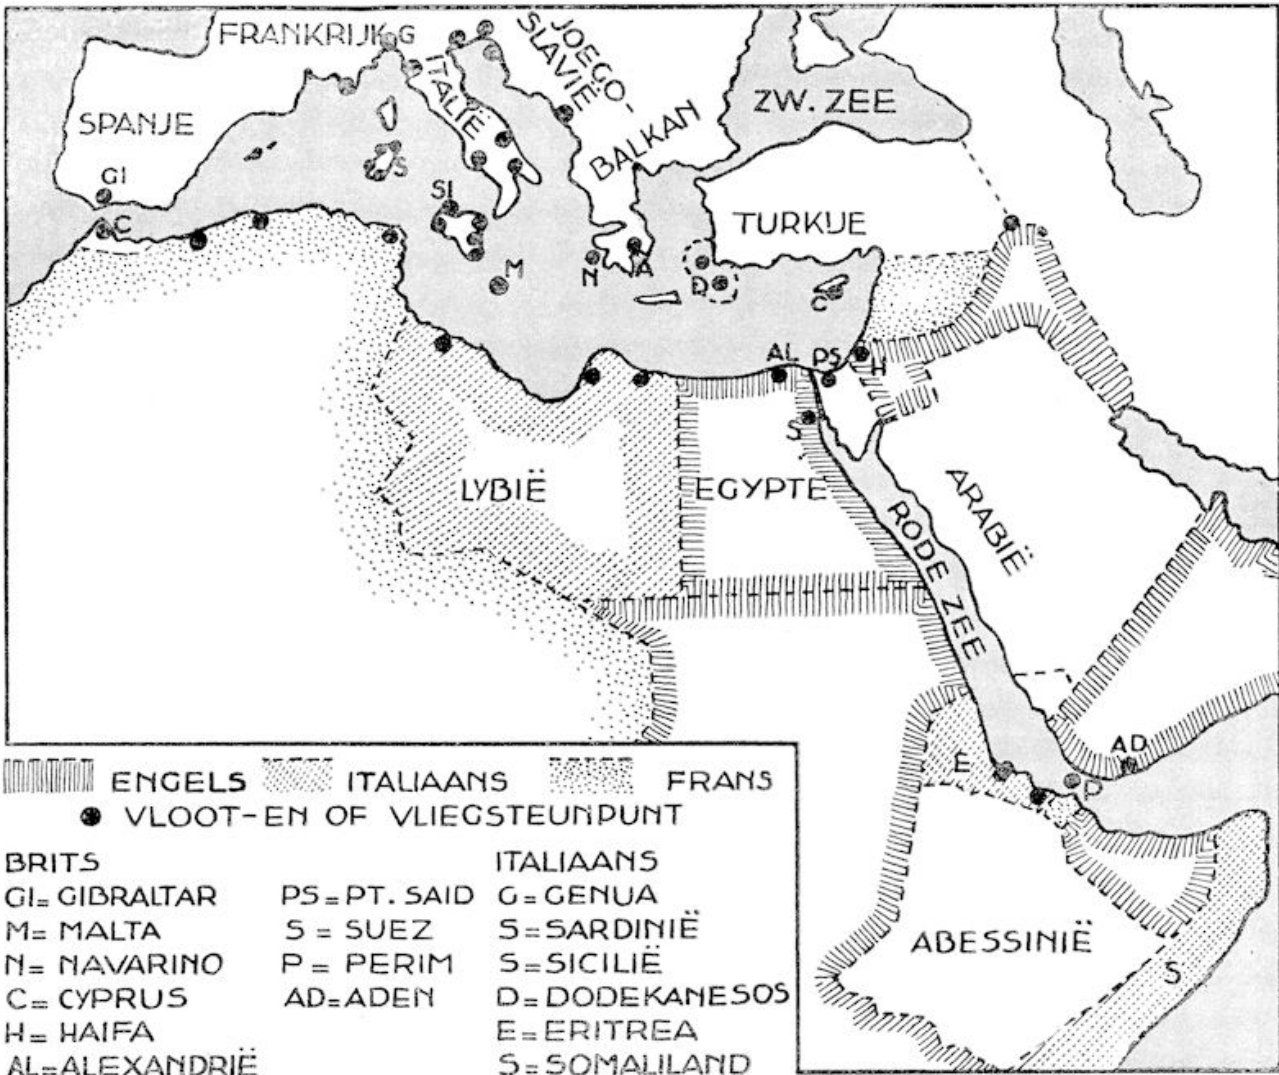 FRANKRIJK G
JOEGO-
SLAVIË
ITALIË
ZW. ZEE
SPANJE
BALKAN
S
GI
SI
C
TURKIJE
M
N
A
D
C
AL
PS
H
S
LYBIË
EGYPTE
ARABIË
RODE ZEE
AD
E
P
ABESSINIË
S
ENGELS ITALIAANS FRANS
VLOOT-EN OF VLIEGSTEUNPUNT
BRITS
GI=GIBRALTAR
M=MALTA
N=NAVARINO
C=CYPRUS
H=HAIFA
AL=ALEXANDRIË
PS=PT. SAID
S=SUEZ
P=PERIM
AD=ADEN
ITALIAANS
G=GENUA
S=SARDINIË
S=SICILIË
D=DODEKANESOS
E=ERITREA
S=SOMALILAND